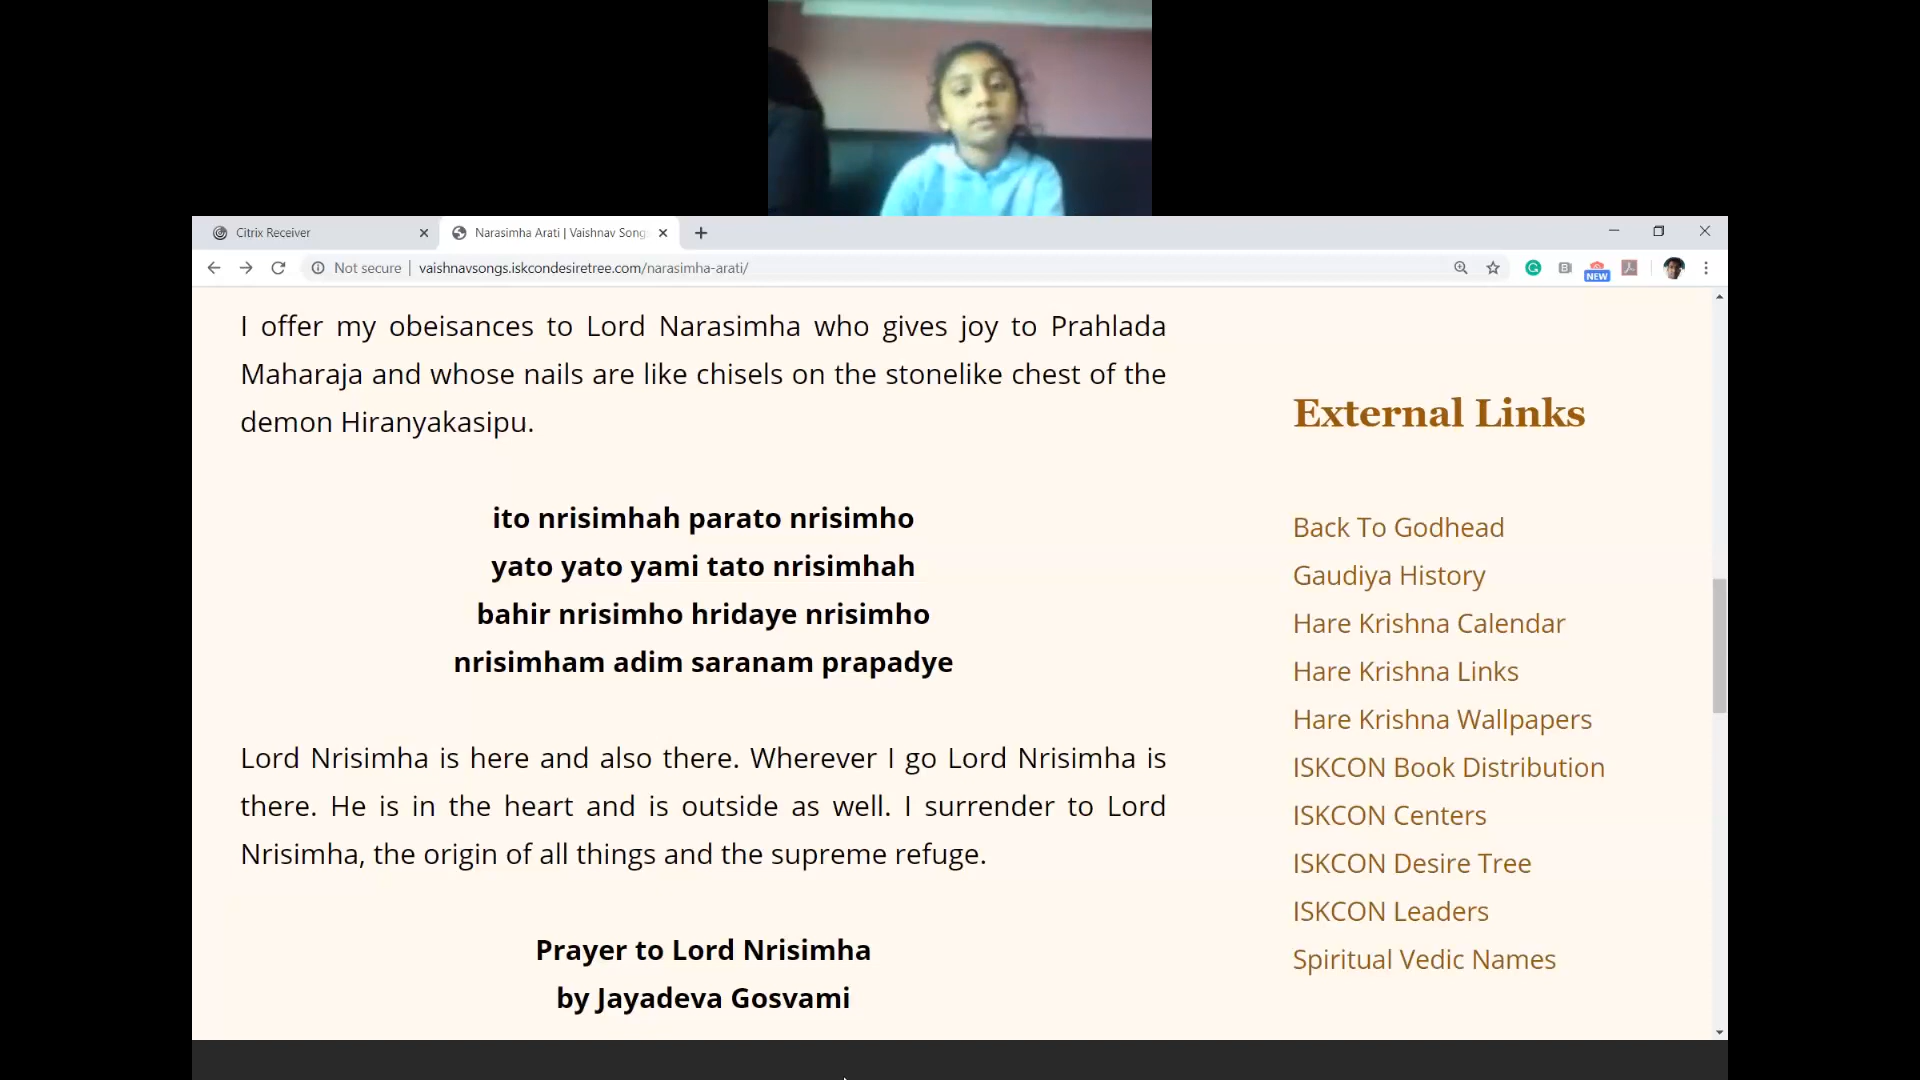 Citrix Receiver
Narasimha Arati | Vaishnav Song
Not secure | vaishnavsongs.iskcondesiretree.com/narasimha-arati/
NEW
I offer my obeisances to Lord Narasimha who gives joy to Prahlada
Maharaja and whose nails are like chisels on the stonelike chest of the
demon Hiranyakasipu.
ito nrisimhah parato nrisimho
yato yato yami tato nrisimhah
bahir nrisimho hridaye nrisimho
nrisimham adim saranam prapadye
Lord Nrisimha is here and also there. Wherever I go Lord Nrisimha is
there. He is in the heart and is outside as well. I surrender to Lord
Nrisimha, the origin of all things and the supreme refuge.
Prayer to Lord Nrisimha
by Jayadeva Gosvami
External Links
Back To Godhead
Gaudiya History
Hare Krishna Calendar
Hare Krishna Links
Hare Krishna Wallpapers
ISKCON Book Distribution
ISKCON Centers
ISKCON Desire Tree
ISKCON Leaders
Spiritual Vedic Names